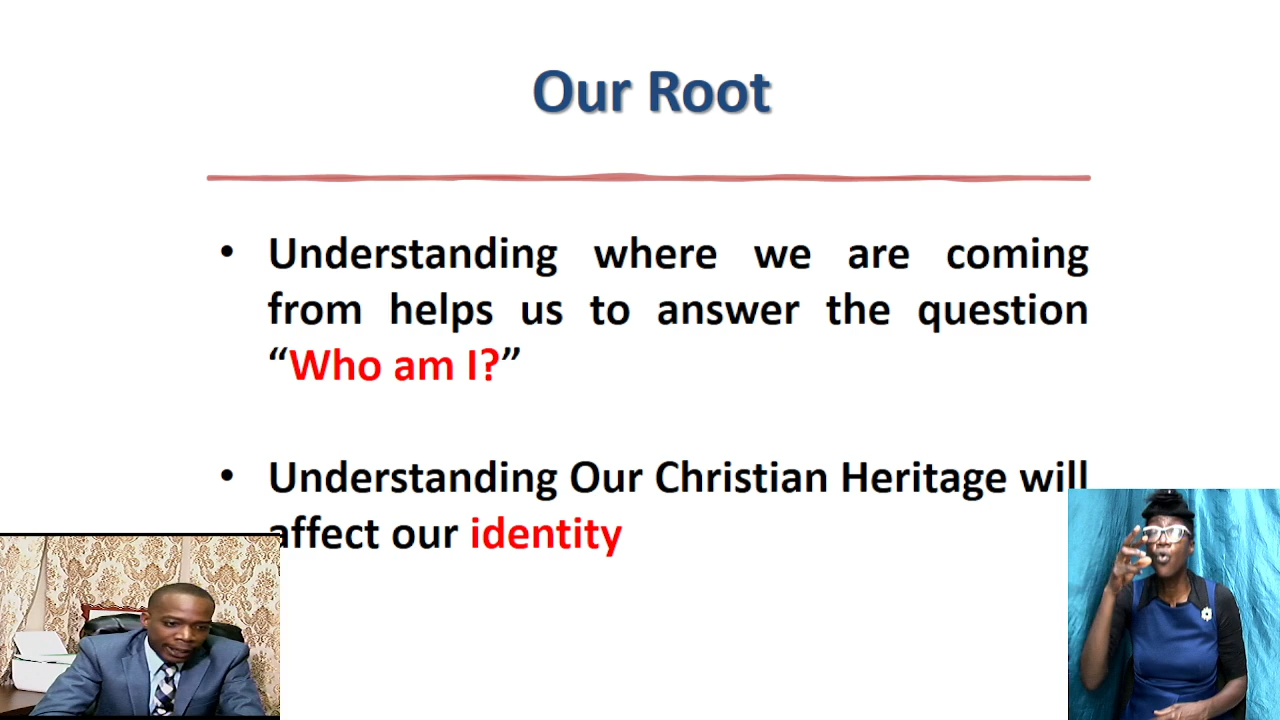 Our Root
• Understanding where we are coming
from helps us to answer the question
“Who am I?”
• Understanding Our Christian Heritage will
affect our identity